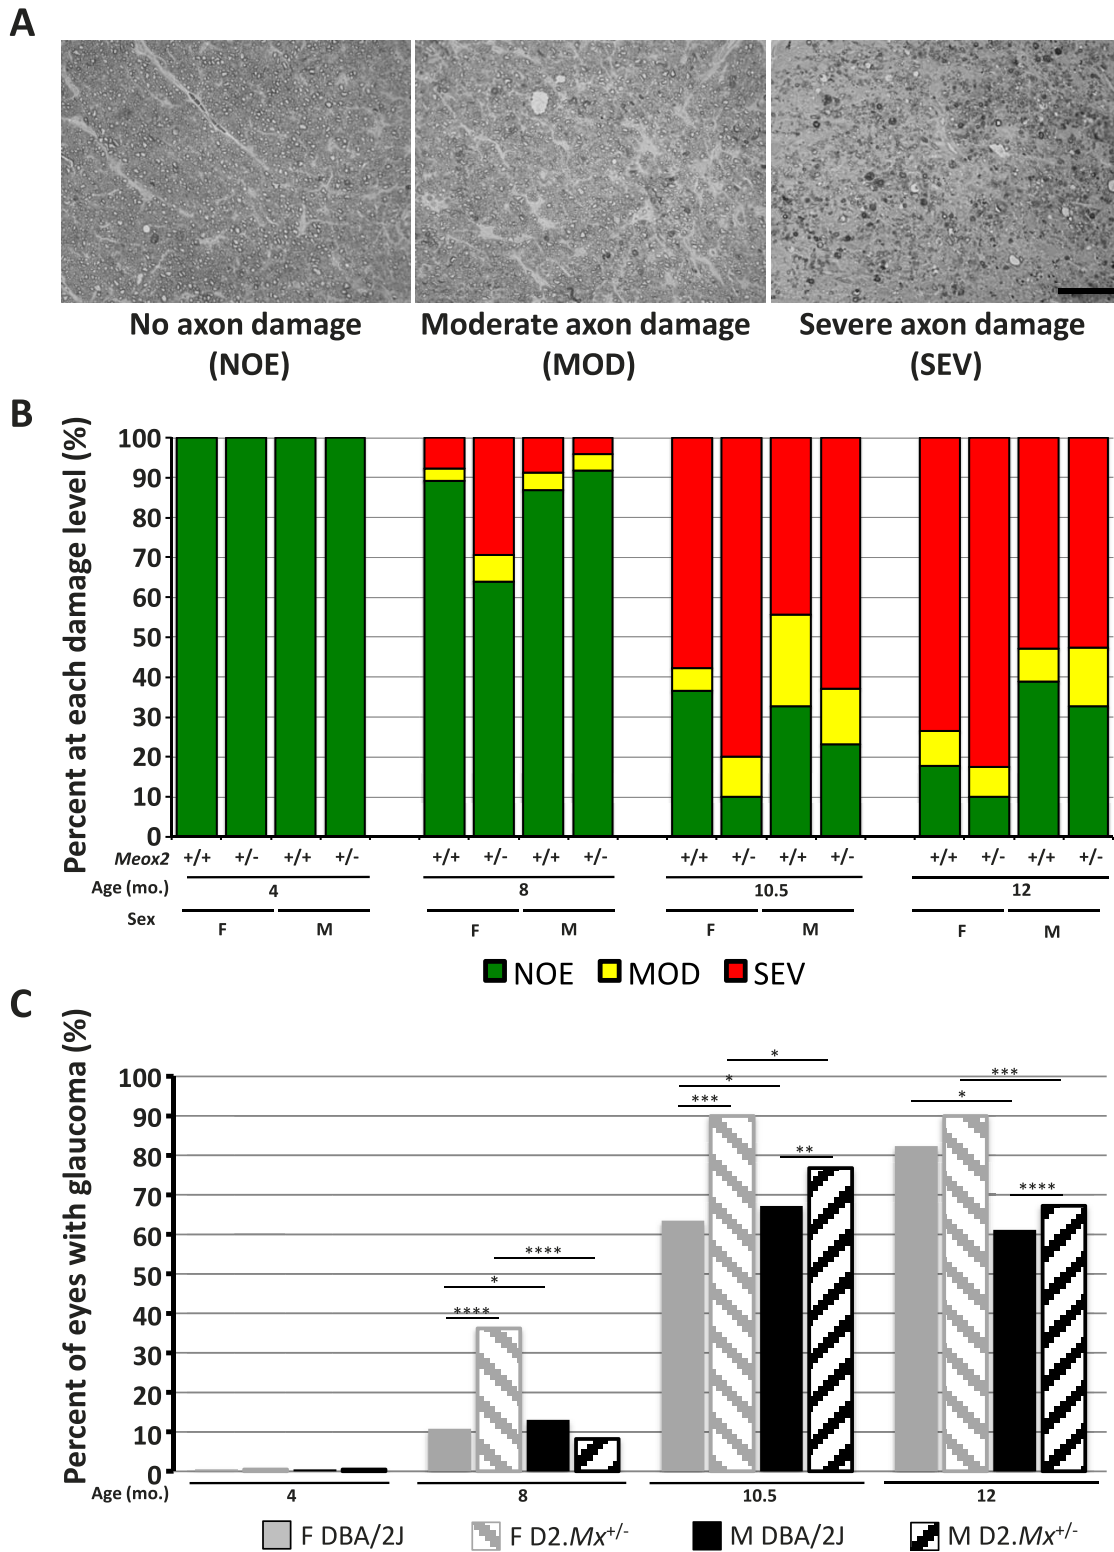 A
No axon damage
(NOE)
Moderate axon damage
(MOD)
Severe axon damage
(SEV)
B
Percent at each damage level (%)
100
90
80
70
60
50
40
30
20
10
0
Meox2 +/+ +/- +/+ +/- +/+ +/- +/+ +/- +/+ +/- +/+ +/- +/+ +/- +/+ +/-
Age (mo.) 4 8 10.5 12
Sex F M F M F M F M
NOE MOD SEV
C
Percent of eyes with glaucoma (%)
100
90
80
70
60
50
40
30
20
10
0
**** * ****
*** * * **
* *** ****
Age (mo.) 4 8 10.5 12
F DBA/2J F D2.Mx+/- M DBA/2J M D2.Mx+/-